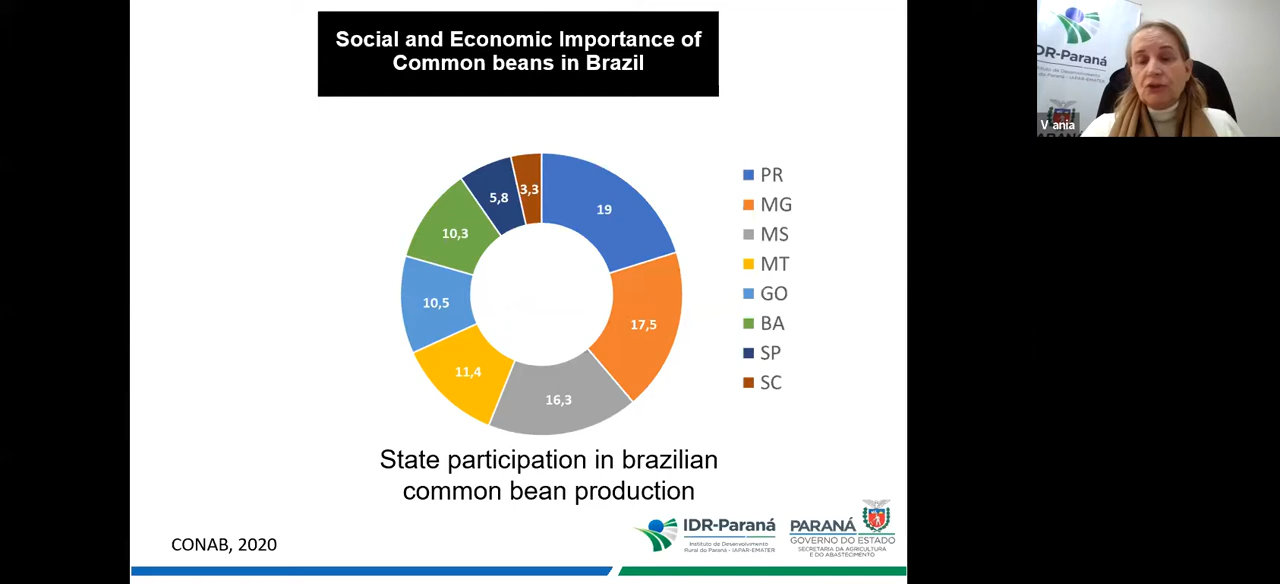 Social and Economic Importance of
Common beans in Brazil
19
17,5
16,3
11,4
10,5
10,3
5,8
3,3
PR
MG
MS
MT
GO
BA
SP
SC
State participation in brazilian
common bean production
CONAB, 2020
IDR-Paraná
Instituto de Desenvolvimento
Rural do Paraná - IAPAR-EMATER
PARANÁ
GOVERNO DO ESTADO
SECRETARIA DA AGRICULTURA
E DO ABASTECIMENTO
IDR-Paraná
V ania